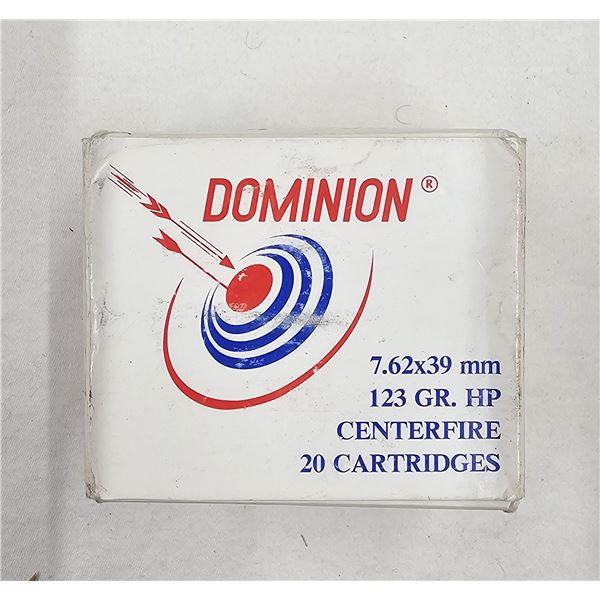 DOMINION ®
7.62x39 mm
123 GR. HP
CENTERFIRE
20 CARTRIDGES